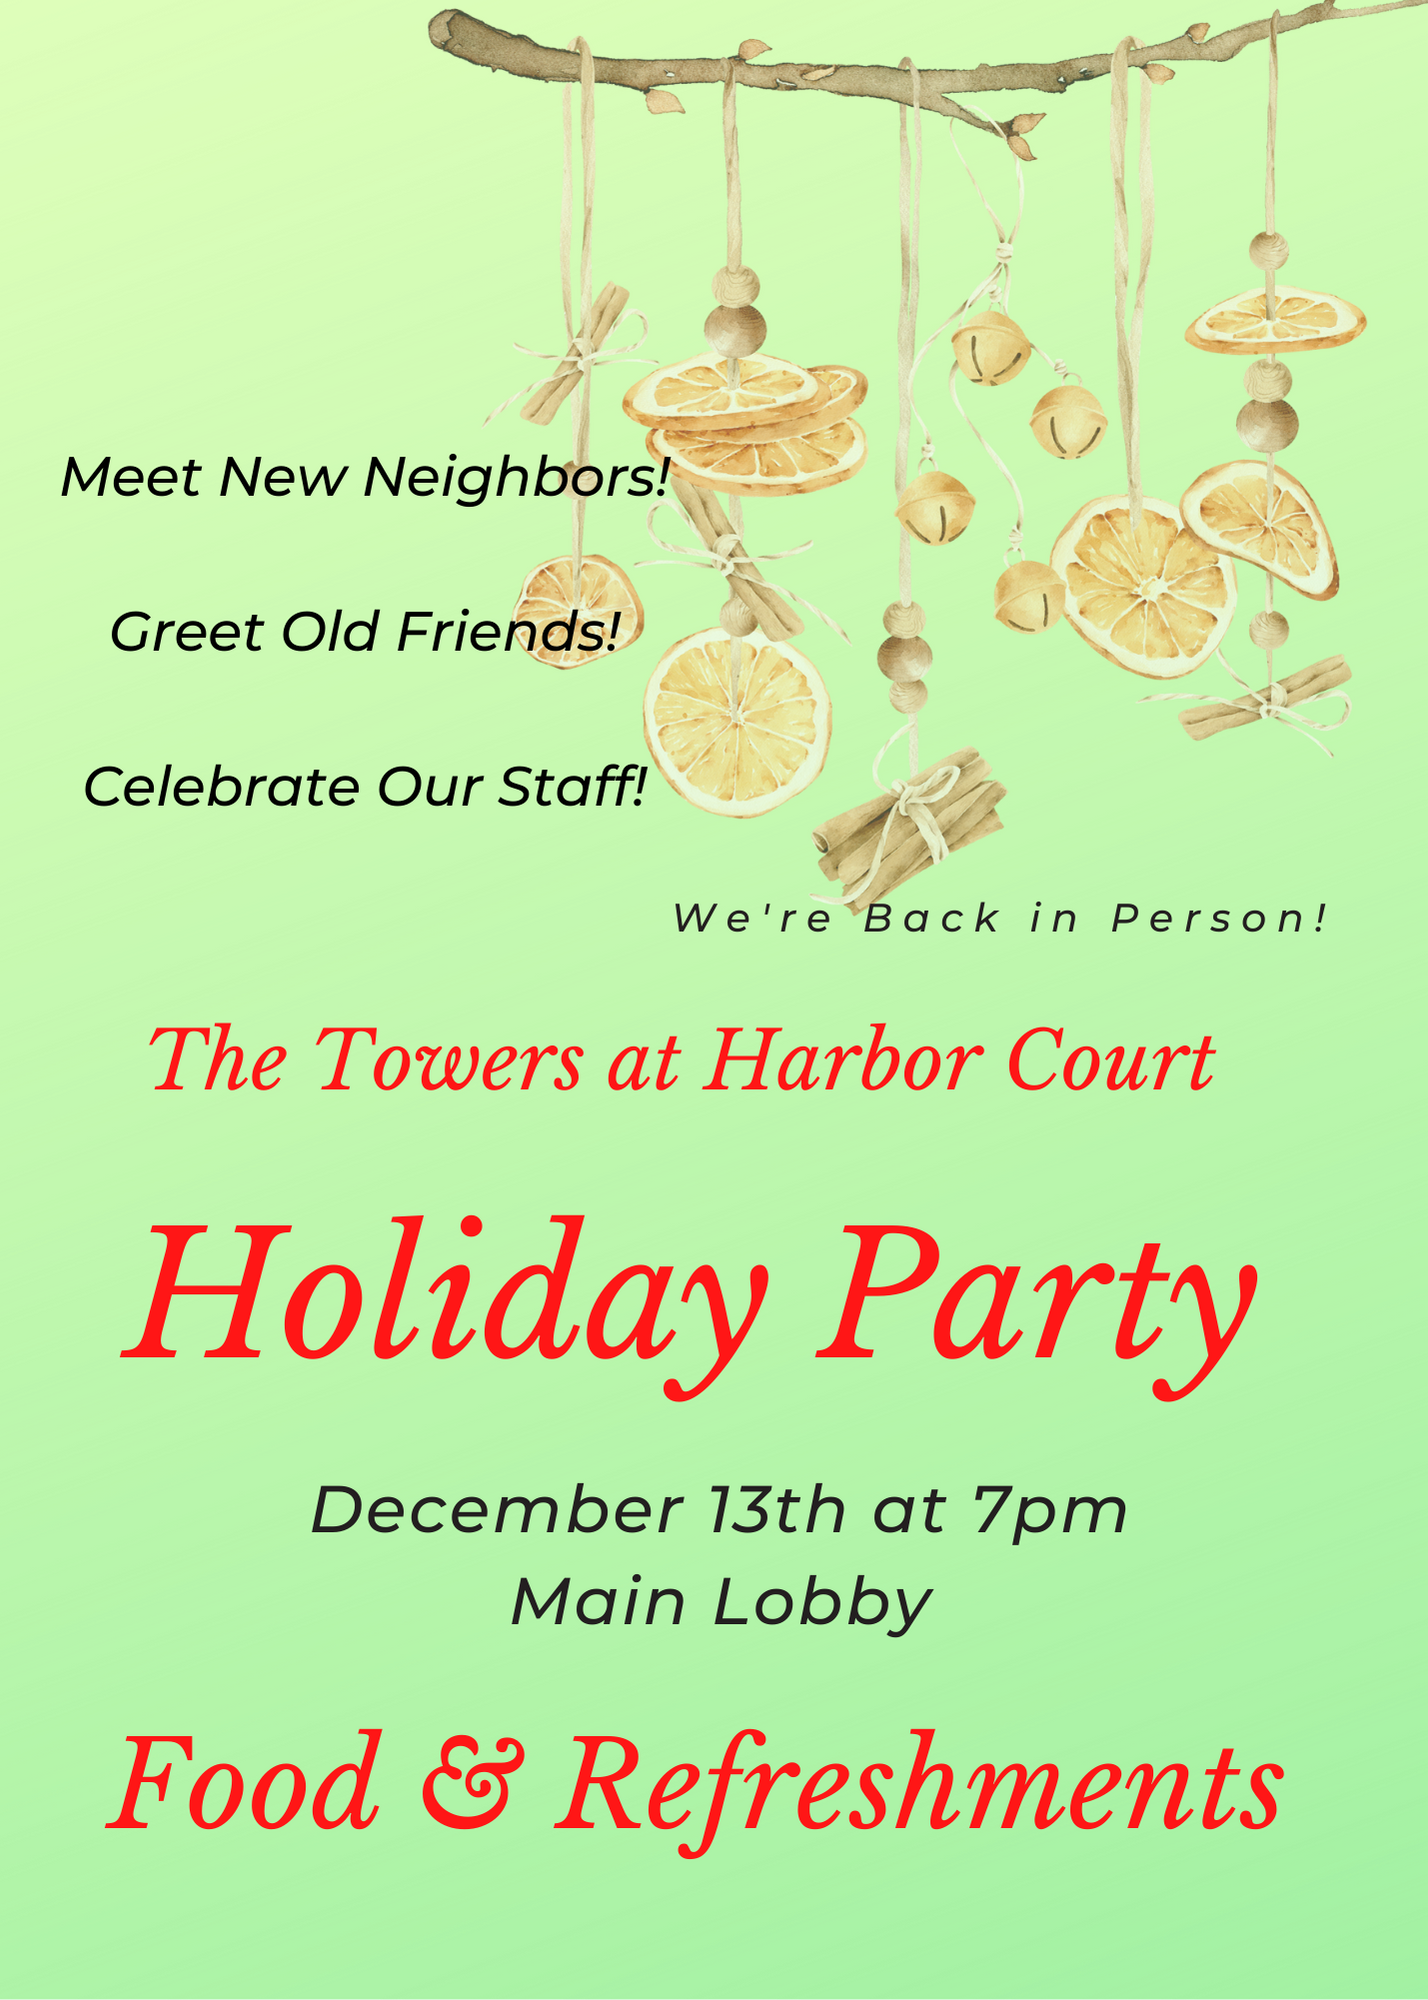 Meet New Neighbors!
Greet Old Friends!
Celebrate Our Staff!
We're Back in Person!
The Towers at Harbor Court
Holiday Party
December 13th at 7pm
Main Lobby
Food & Refreshments